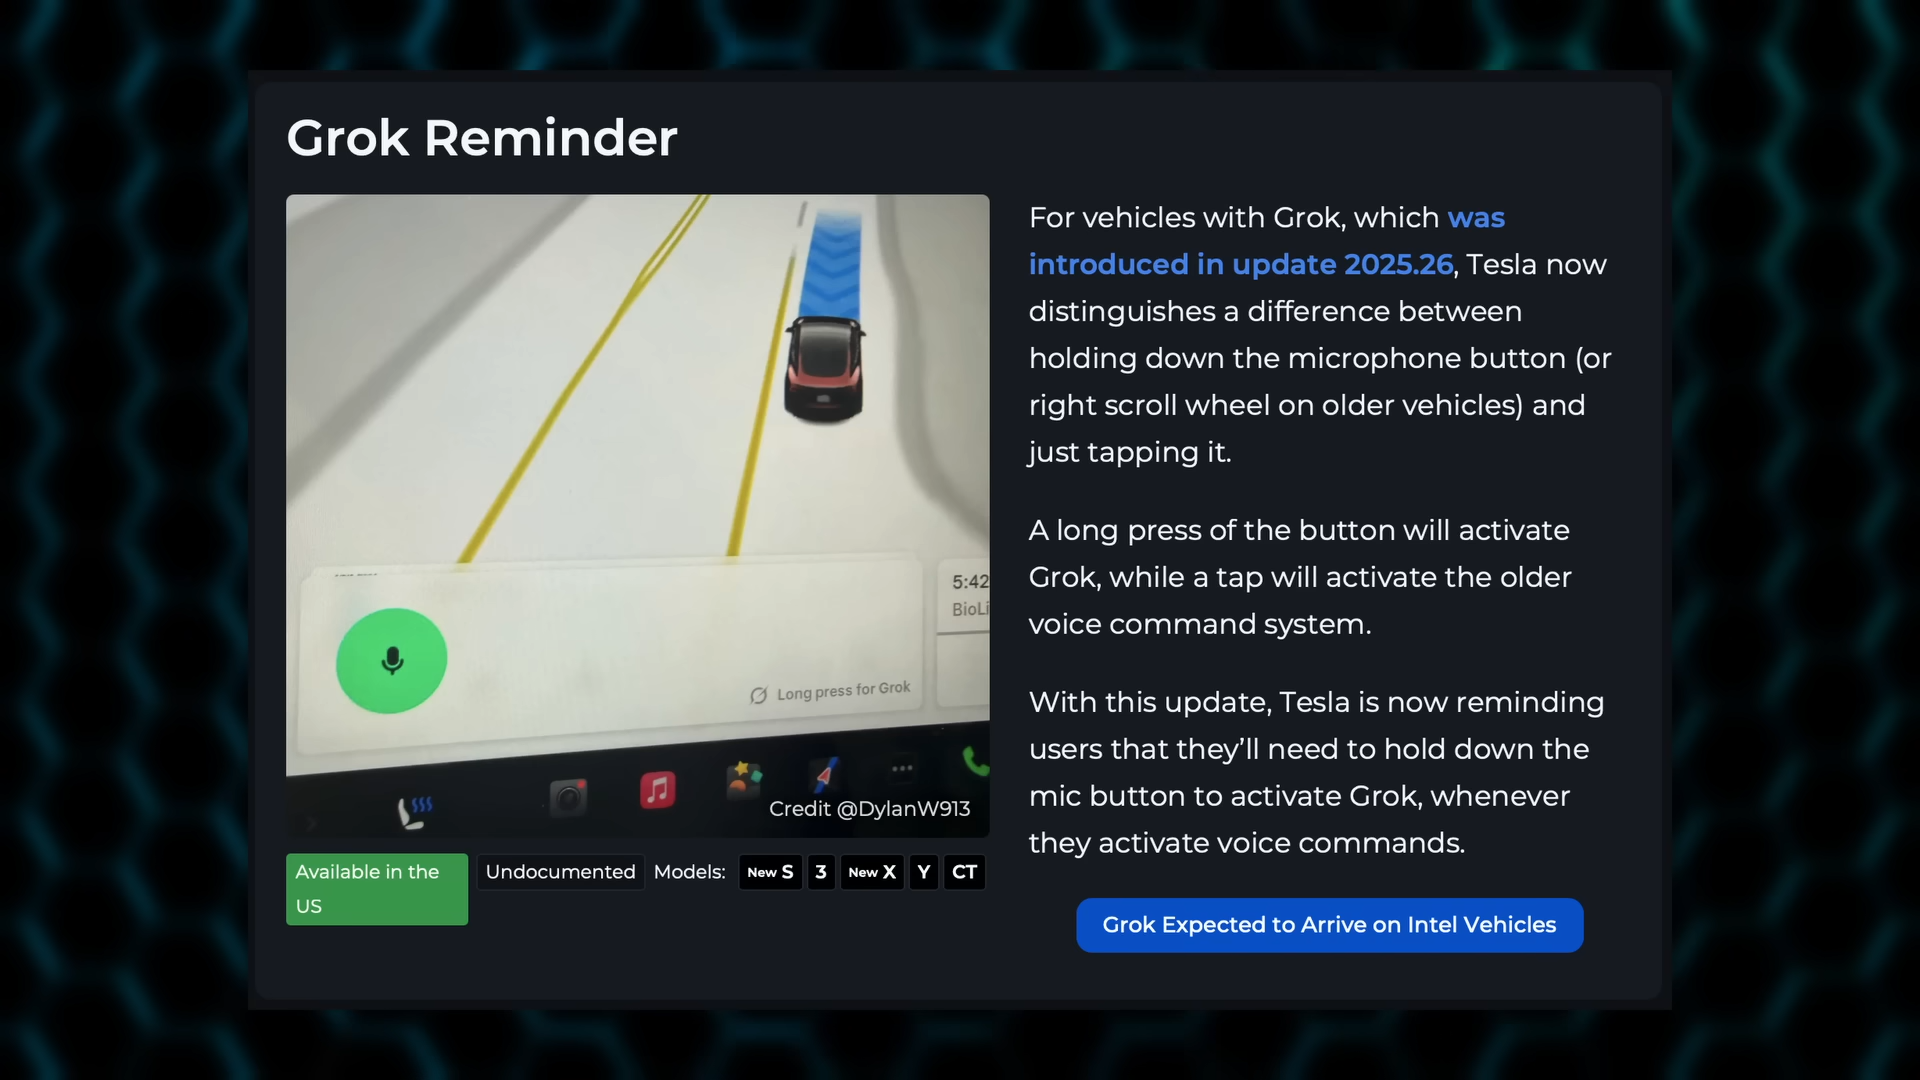 Grok Reminder
5:42
BioLi
Long press for Grok
Credit @DylanW913
Available in the
US
Undocumented
Models:
New S
3
New X
Y
CT
For vehicles with Grok, which was
introduced in update 2025.26, Tesla now
distinguishes a difference between
holding down the microphone button (or
right scroll wheel on older vehicles) and
just tapping it.
A long press of the button will activate
Grok, while a tap will activate the older
voice command system.
With this update, Tesla is now reminding
users that they’ll need to hold down the
mic button to activate Grok, whenever
they activate voice commands.
Grok Expected to Arrive on Intel Vehicles